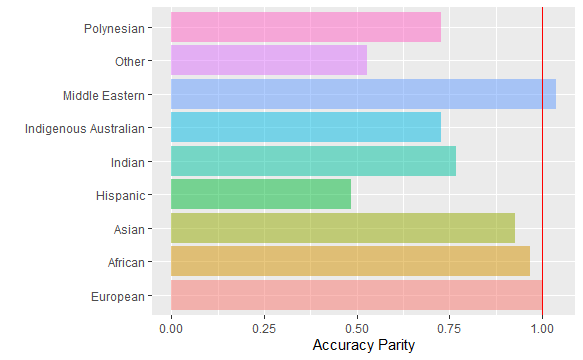 Polynesian
Other
Middle Eastern
Indigenous Australian
Indian
Hispanic
Asian
African
European
0.00 0.25 0.50 0.75 1.00
Accuracy Parity